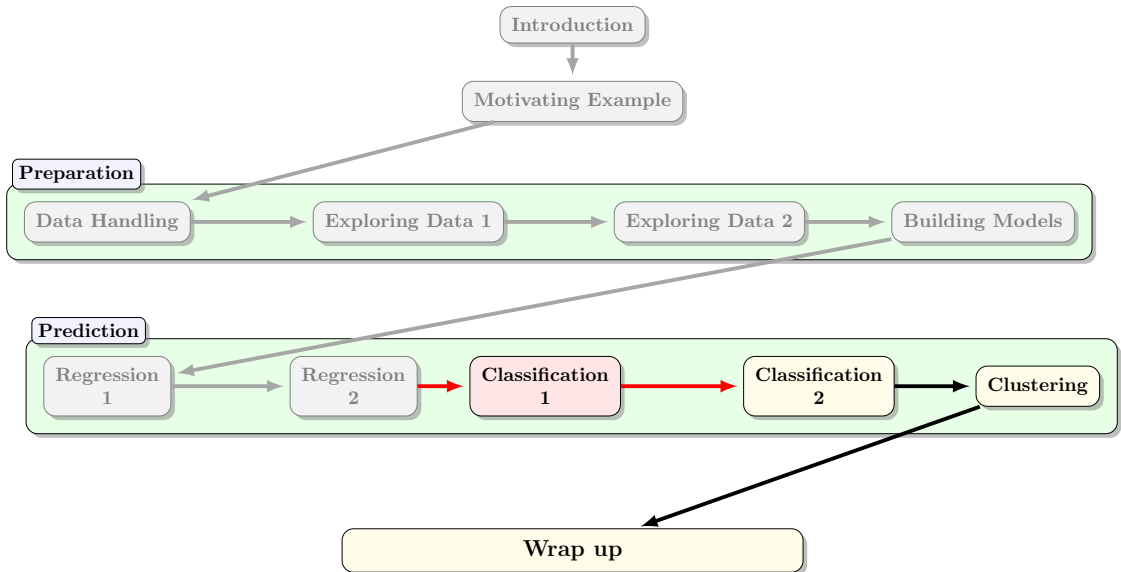 Introduction
Motivating Example
Preparation
Data Handling
Exploring Data 1
Exploring Data 2
Building Models
Prediction
Regression
1
Regression
2
Classification
1
Classification
2
Clustering
Wrap up